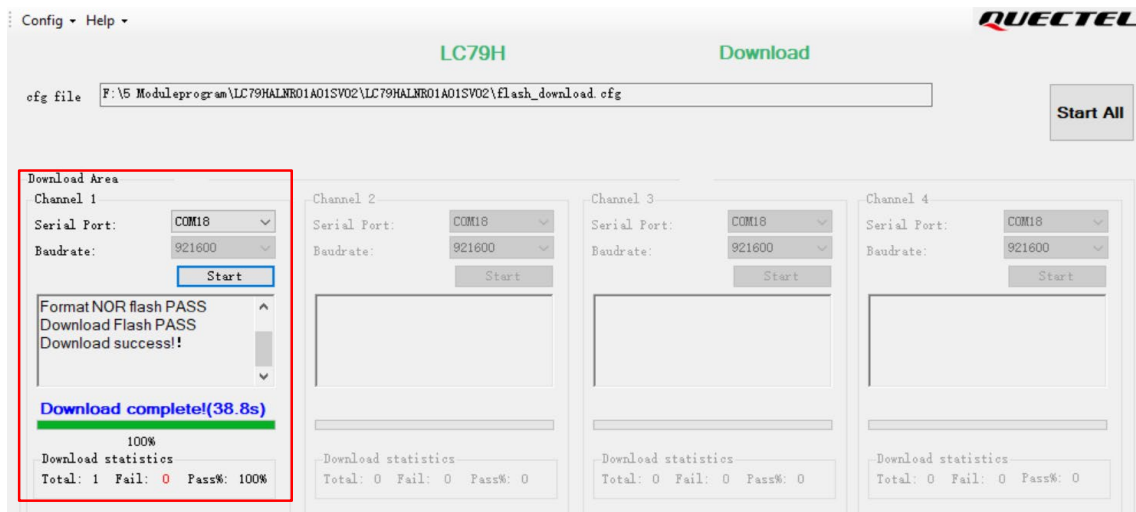 Config Help
QUECTEL
LC79H Download
cfg file F:\5 Moduleprogram\LC79HALNR01A01SV02\LC79HALNR01A01SV02\flash_download.cfg
Start All
Download Area
Channel 1
Serial Port: COM18
Baudrate: 921600
Start
Format NOR flash PASS
Download Flash PASS
Download success!!
Download complete!(38.8s)
100%
Download statistics
Total: 1 Fail: 0 Pass%: 100%
Channel 2
Serial Port: COM18
Baudrate: 921600
Start
Download statistics
Total: 0 Fail: 0 Pass%: 0
Channel 3
Serial Port: COM18
Baudrate: 921600
Start
Download statistics
Total: 0 Fail: 0 Pass%: 0
Channel 4
Serial Port: COM18
Baudrate: 921600
Start
Download statistics
Total: 0 Fail: 0 Pass%: 0